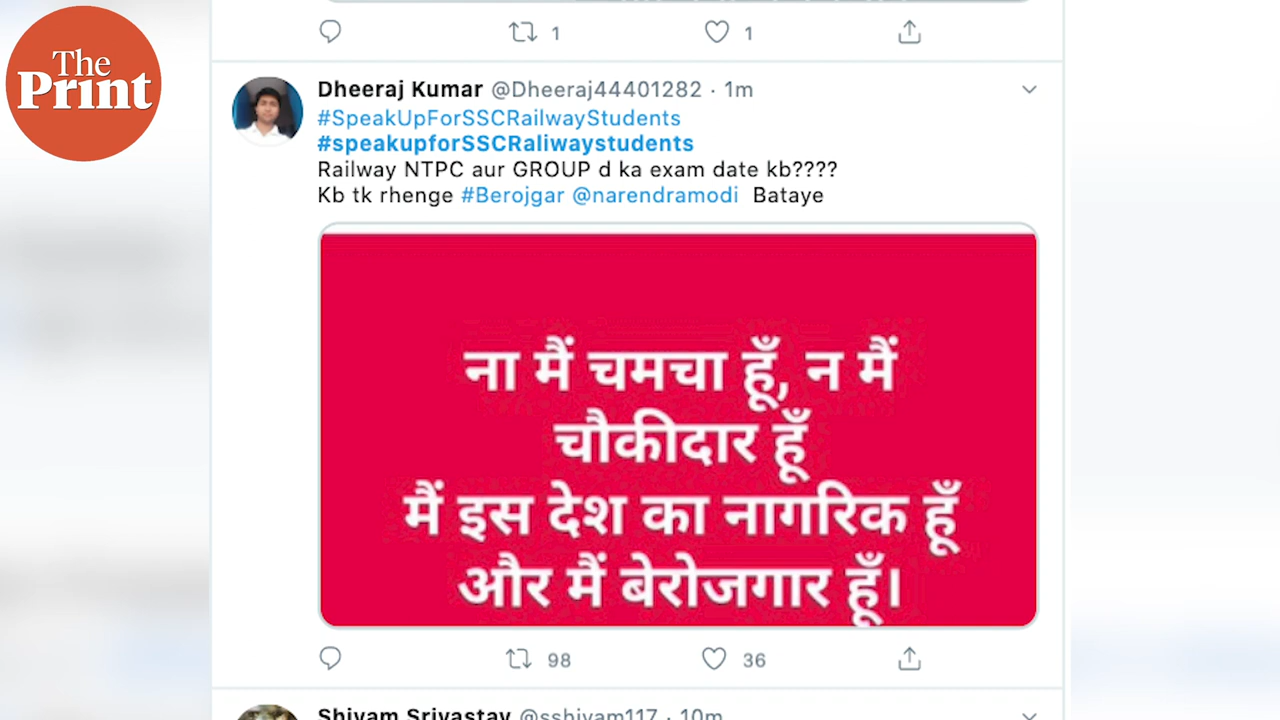 The
Print
1
1
Dheeraj Kumar @Dheeraj44401282 · 1m
#SpeakUpForSSCRailwayStudents
#speakupforSSCRaliwaystudents
Railway NTPC aur GROUP d ka exam date kb????
Kb tk rhenge #Berojgar @narendramodi Bataye
ना मैं चमचा हूँ, न मैं
चौकीदार हूँ
मैं इस देश का नागरिक हूँ
और मैं बेरोजगार हूँ।
98
36
Shivam Srivastav @sshivam117 · 10m